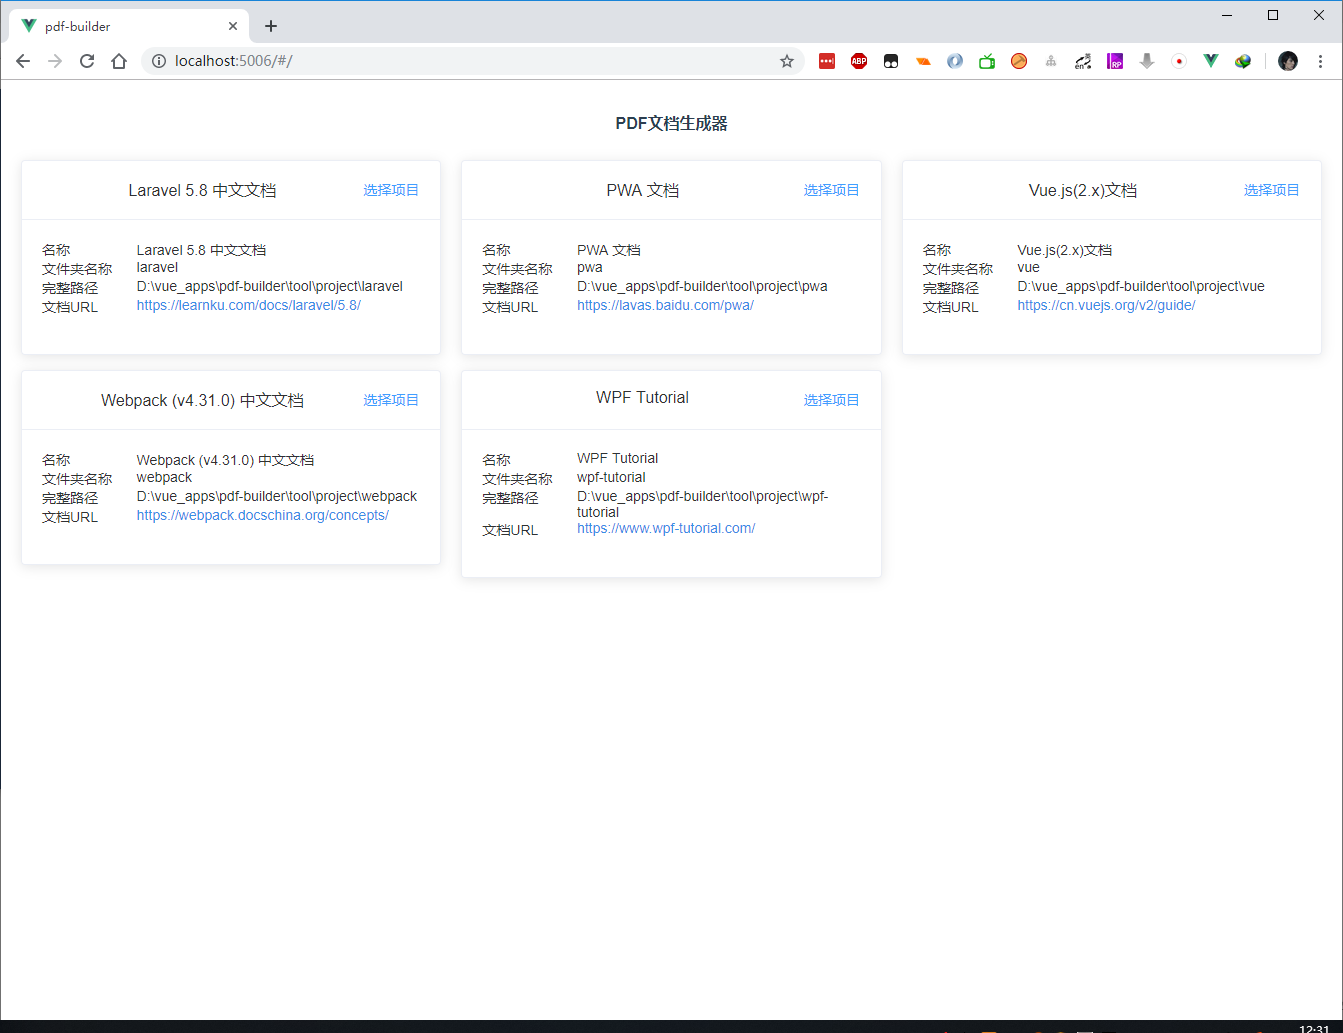 pdf-builder
localhost:5006/#/
ABP
en
RP
PDF文档生成器
Laravel 5.8 中文文档 选择项目
名称 Laravel 5.8 中文文档
文件夹名称 laravel
完整路径 D:\vue_apps\pdf-builder\tool\project\laravel
文档URL https://learnku.com/docs/laravel/5.8/
PWA 文档 选择项目
名称 PWA 文档
文件夹名称 pwa
完整路径 D:\vue_apps\pdf-builder\tool\project\pwa
文档URL https://lavas.baidu.com/pwa/
Vue.js(2.x)文档 选择项目
名称 Vue.js(2.x)文档
文件夹名称 vue
完整路径 D:\vue_apps\pdf-builder\tool\project\vue
文档URL https://cn.vuejs.org/v2/guide/
Webpack (v4.31.0) 中文文档 选择项目
名称 Webpack (v4.31.0) 中文文档
文件夹名称 webpack
完整路径 D:\vue_apps\pdf-builder\tool\project\webpack
文档URL https://webpack.docschina.org/concepts/
WPF Tutorial 选择项目
名称 WPF Tutorial
文件夹名称 wpf-tutorial
完整路径 D:\vue_apps\pdf-builder\tool\project\wpf-
tutorial
文档URL https://www.wpf-tutorial.com/
12:31